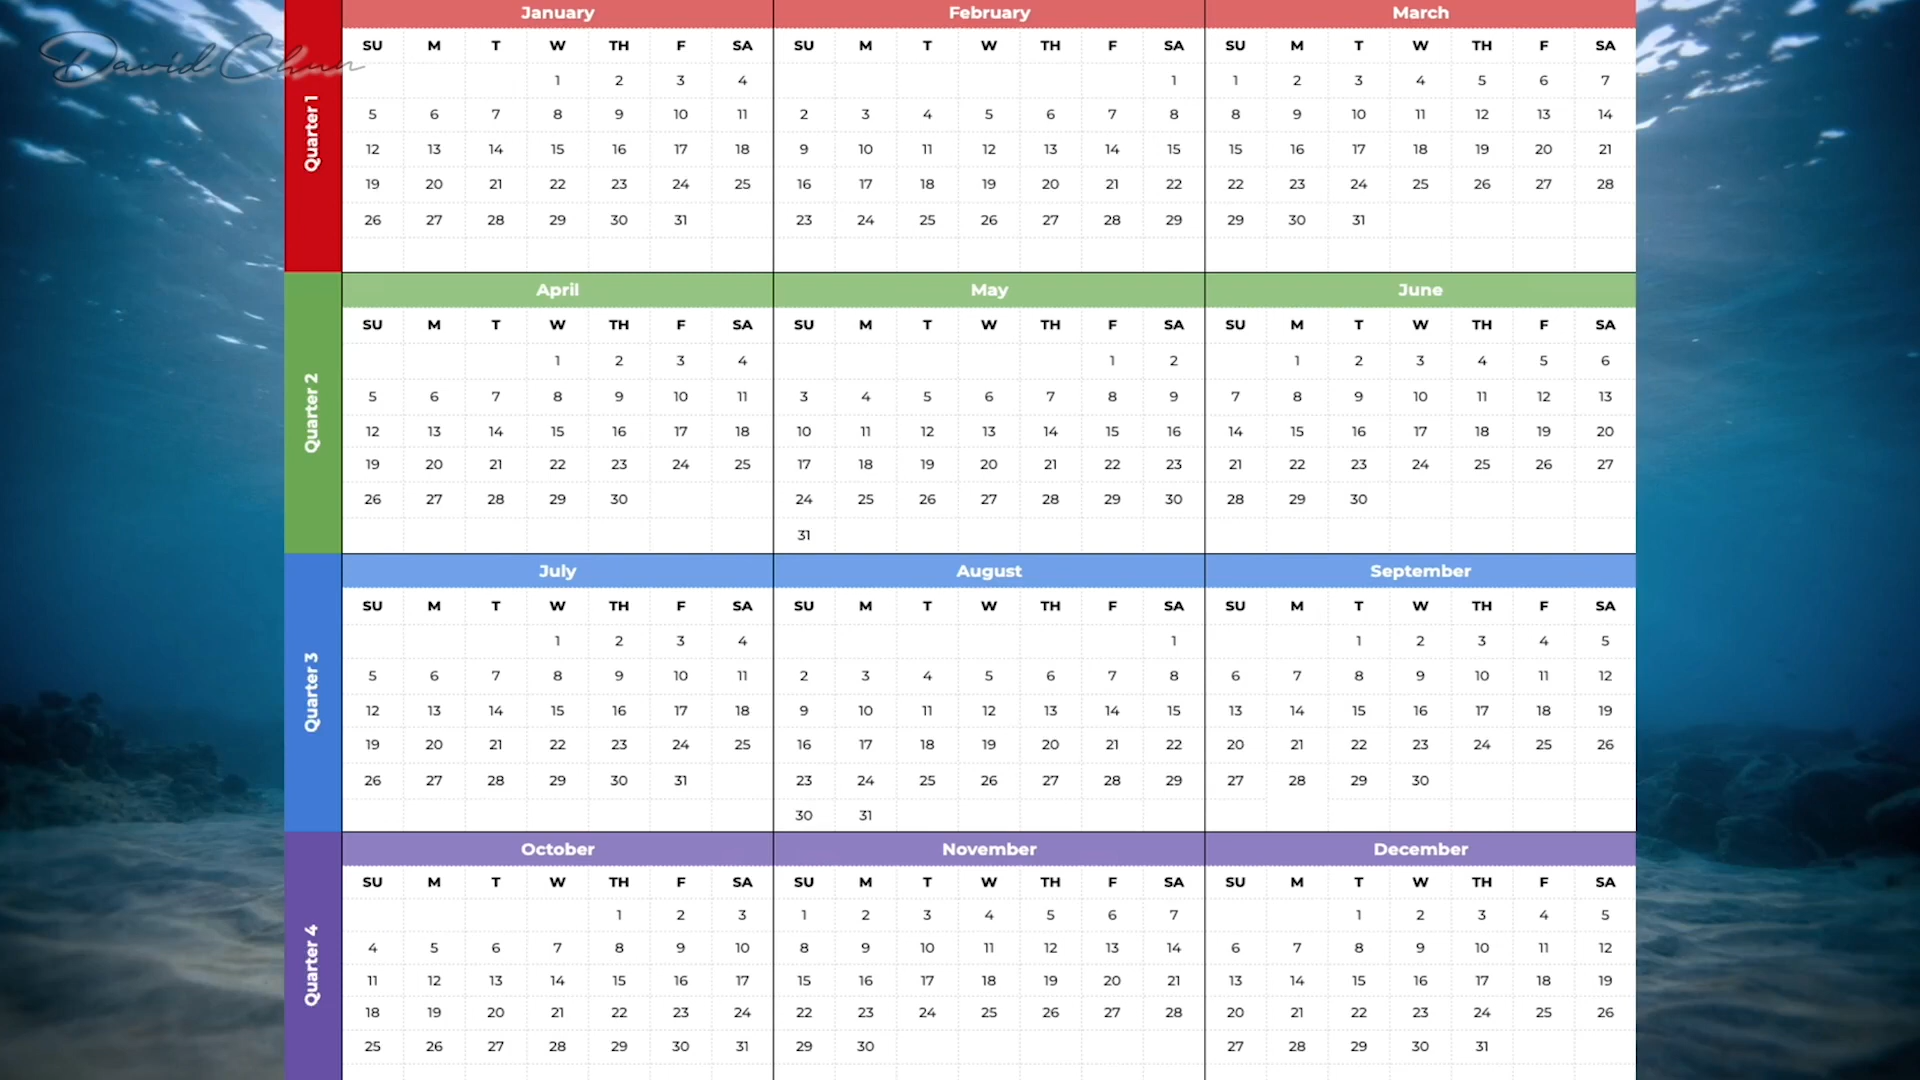 David Chun
Quarter 1
January
SU M T W TH F SA
1 2 3 4
5 6 7 8 9 10 11
12 13 14 15 16 17 18
19 20 21 22 23 24 25
26 27 28 29 30 31
February
SU M T W TH F SA
1
2 3 4 5 6 7 8
9 10 11 12 13 14 15
16 17 18 19 20 21 22
23 24 25 26 27 28 29
March
SU M T W TH F SA
1 2 3 4 5 6 7
8 9 10 11 12 13 14
15 16 17 18 19 20 21
22 23 24 25 26 27 28
29 30 31
Quarter 2
April
SU M T W TH F SA
1 2 3 4
5 6 7 8 9 10 11
12 13 14 15 16 17 18
19 20 21 22 23 24 25
26 27 28 29 30
May
SU M T W TH F SA
1 2
3 4 5 6 7 8 9
10 11 12 13 14 15 16
17 18 19 20 21 22 23
24 25 26 27 28 29 30
31
June
SU M T W TH F SA
1 2 3 4 5 6
7 8 9 10 11 12 13
14 15 16 17 18 19 20
21 22 23 24 25 26 27
28 29 30
Quarter 3
July
SU M T W TH F SA
1 2 3 4
5 6 7 8 9 10 11
12 13 14 15 16 17 18
19 20 21 22 23 24 25
26 27 28 29 30 31
August
SU M T W TH F SA
1
2 3 4 5 6 7 8
9 10 11 12 13 14 15
16 17 18 19 20 21 22
23 24 25 26 27 28 29
30 31
September
SU M T W TH F SA
1 2 3 4 5
6 7 8 9 10 11 12
13 14 15 16 17 18 19
20 21 22 23 24 25 26
27 28 29 30
Quarter 4
October
SU M T W TH F SA
1 2 3
4 5 6 7 8 9 10
11 12 13 14 15 16 17
18 19 20 21 22 23 24
25 26 27 28 29 30 31
November
SU M T W TH F SA
1 2 3 4 5 6 7
8 9 10 11 12 13 14
15 16 17 18 19 20 21
22 23 24 25 26 27 28
29 30
December
SU M T W TH F SA
1 2 3 4 5
6 7 8 9 10 11 12
13 14 15 16 17 18 19
20 21 22 23 24 25 26
27 28 29 30 31